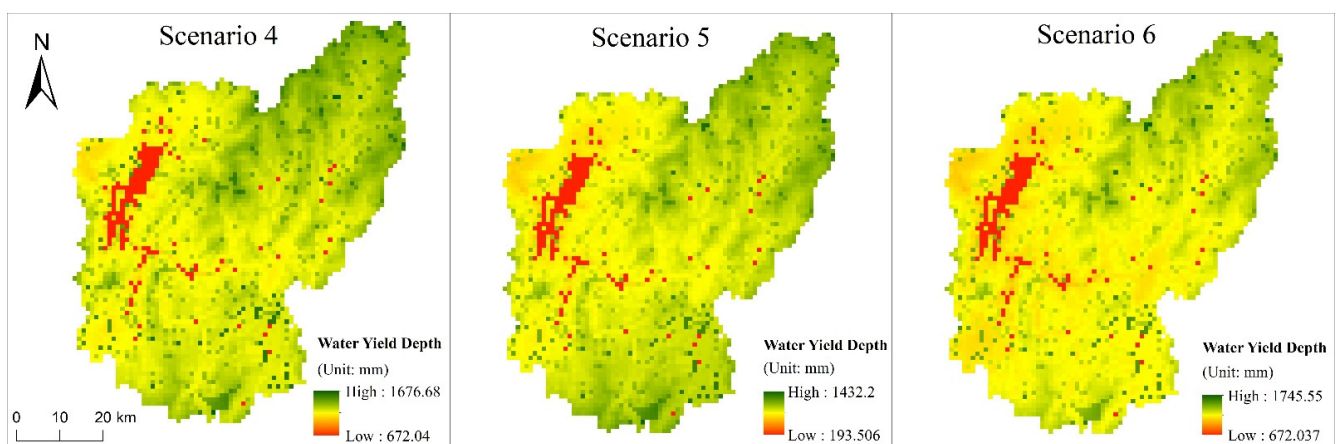 N
Scenario 4
Water Yield Depth
(Unit: mm)
High : 1676.68
Low : 672.04
0 10 20 km
Scenario 5
Water Yield Depth
(Unit: mm)
High : 1432.2
Low : 193.506
Scenario 6
Water Yield Depth
(Unit: mm)
High : 1745.55
Low : 672.037